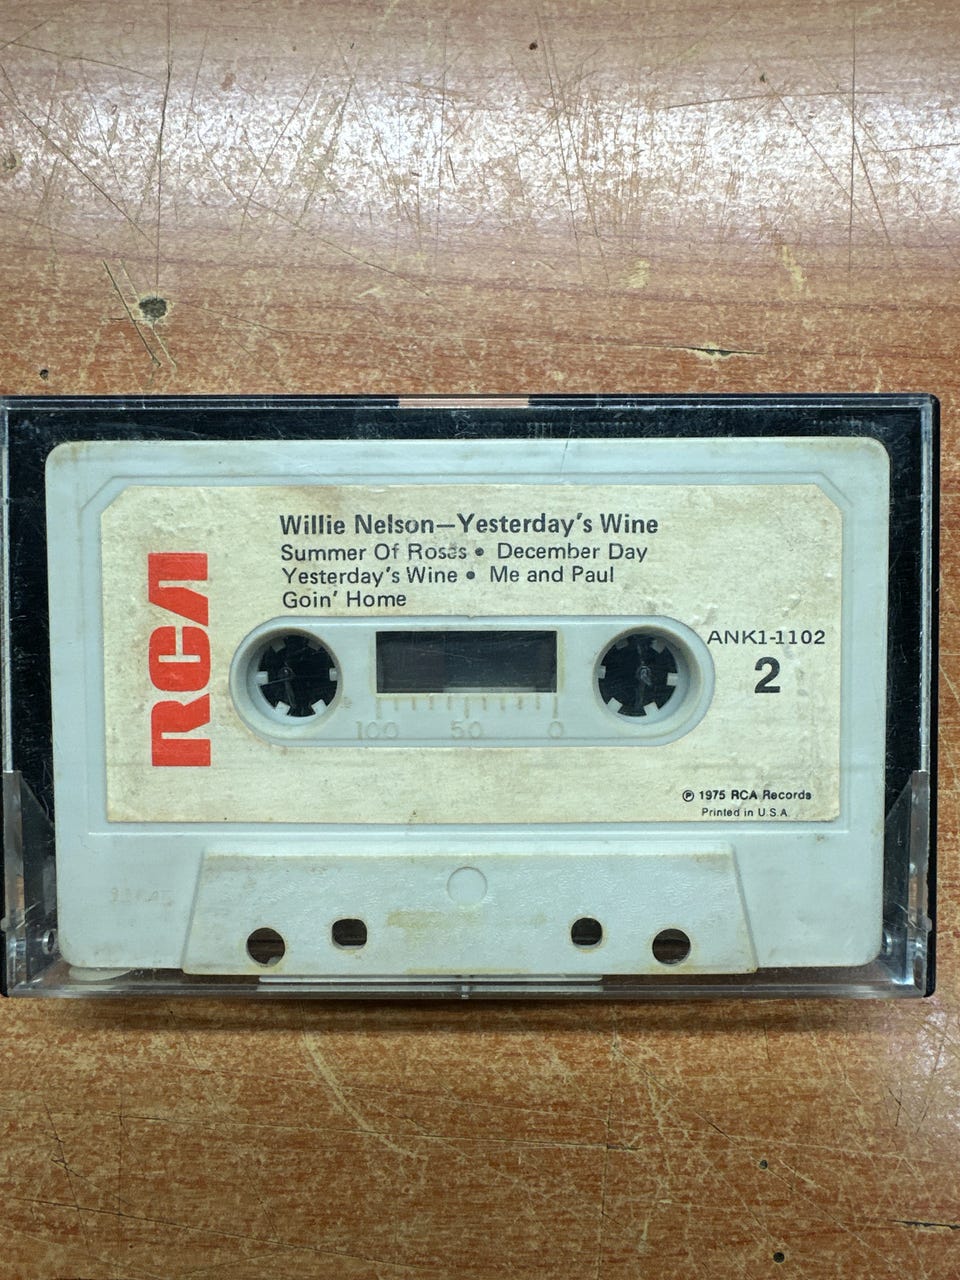 Willie Nelson—Yesterday's Wine
Summer Of Roses • December Day
Yesterday's Wine • Me and Paul
Goin' Home
RCA
ANK1-1102
2
100 50 0
℗ 1975 RCA Records
Printed in U.S.A.